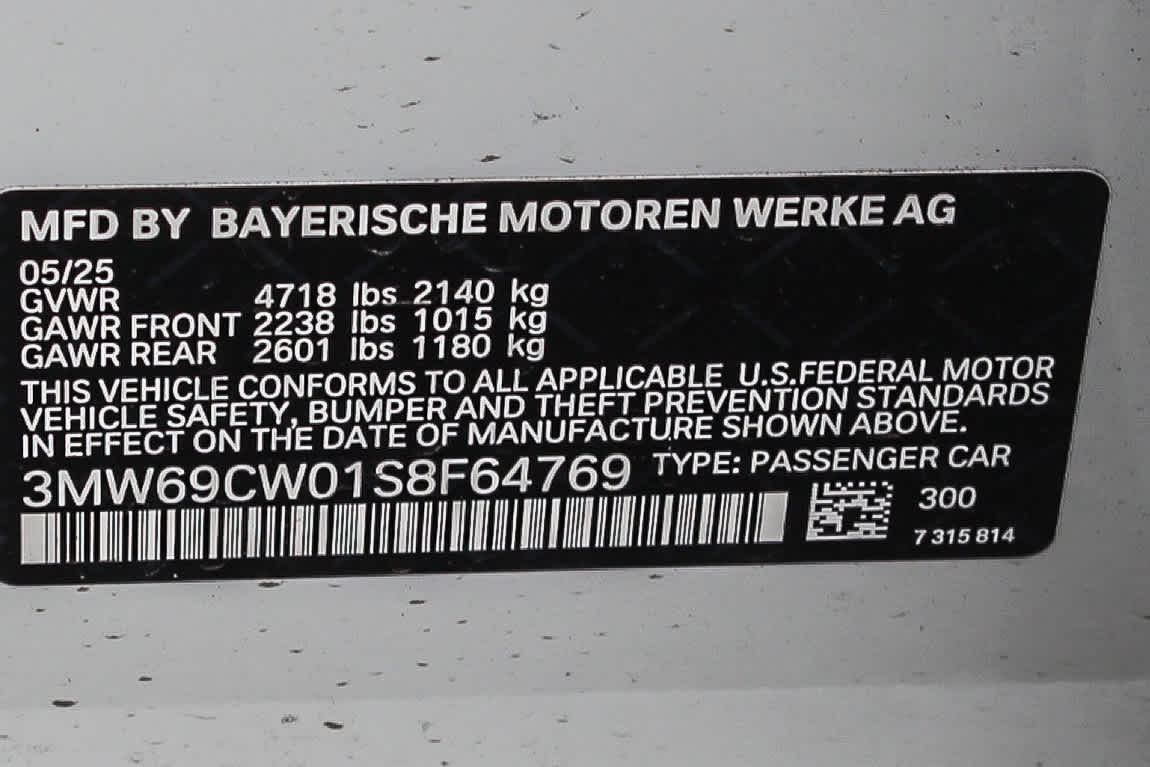 MFD BY BAYERISCHE MOTOREN WERKE AG
05/25
GVWR 4718 lbs 2140 kg
GAWR FRONT 2238 lbs 1015 kg
GAWR REAR 2601 lbs 1180 kg
THIS VEHICLE CONFORMS TO ALL APPLICABLE U.S.FEDERAL MOTOR
VEHICLE SAFETY, BUMPER AND THEFT PREVENTION STANDARDS
IN EFFECT ON THE DATE OF MANUFACTURE SHOWN ABOVE.
3MW69CW01S8F64769 TYPE: PASSENGER CAR
300
7 315 814